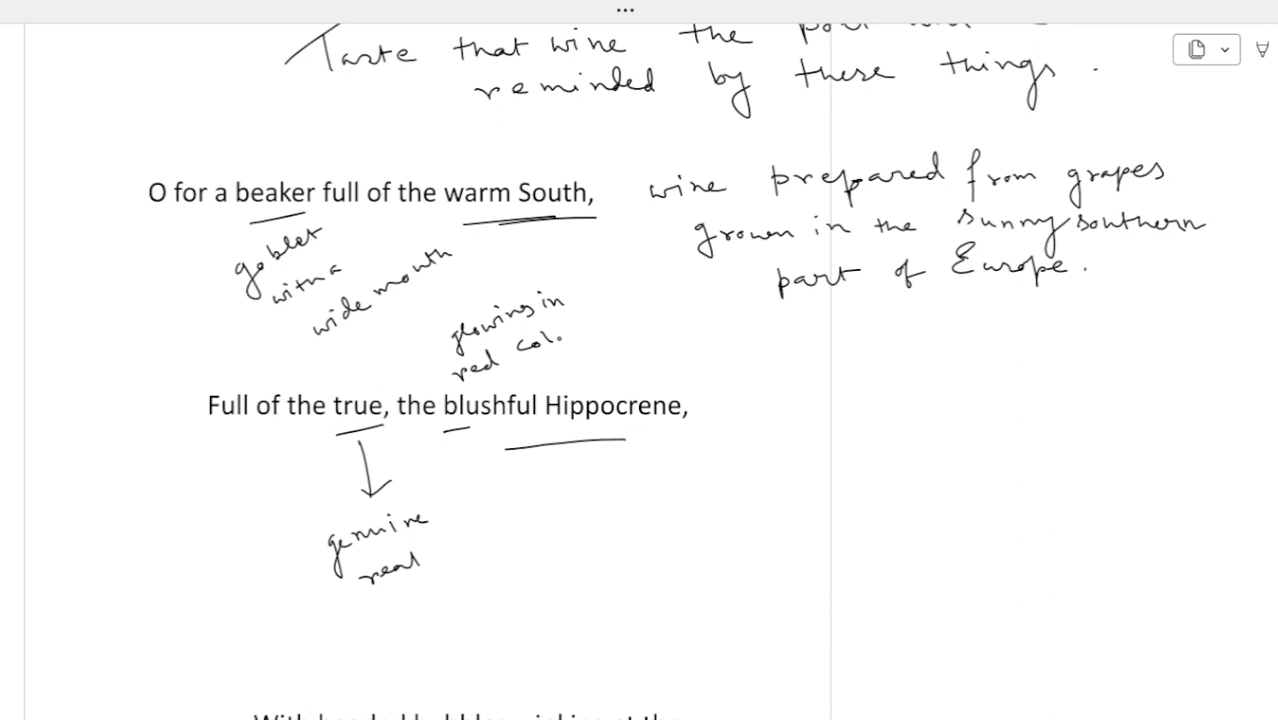 Taste that wine the
reminded by these things.
O for a beaker full of the warm South,
wine prepared from grapes
grown in the sunny southern
part of Europe.
goblet
with a
wide mouth
glowing in
red col.
Full of the true, the blushful Hippocrene,
genuine
real